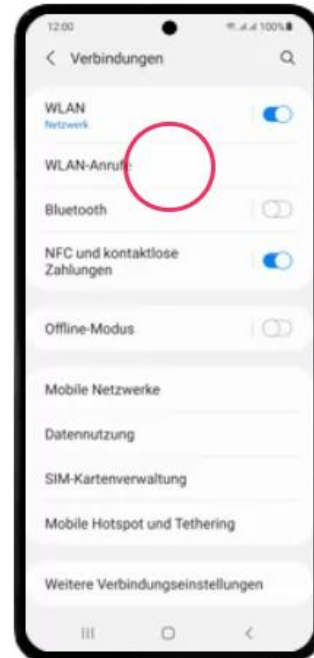 12:00
100%
Verbindungen
WLAN
Netzwerk
WLAN-Anrufe
Bluetooth
NFC und kontaktlose
Zahlungen
Offline-Modus
Mobile Netzwerke
Datennutzung
SIM-Kartenverwaltung
Mobile Hotspot und Tethering
Weitere Verbindungseinstellungen